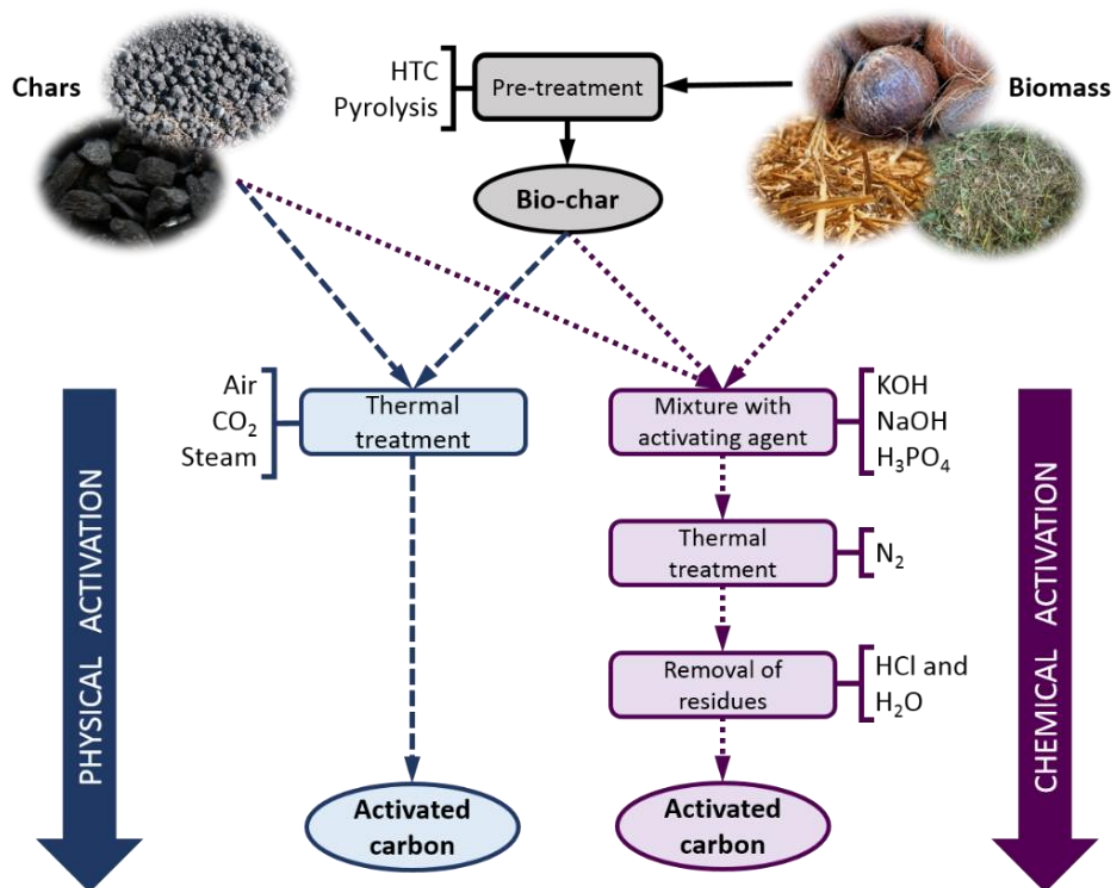 Chars
HTC
Pyrolysis
Pre-treatment
Biomass
Bio-char
Air
CO₂
Steam
Thermal
treatment
Mixture with
activating agent
KOH
NaOH
H₃PO₄
Thermal
treatment
N₂
Removal of
residues
HCl and
H₂O
Activated
carbon
Activated
carbon
PHYSICAL ACTIVATION
CHEMICAL ACTIVATION